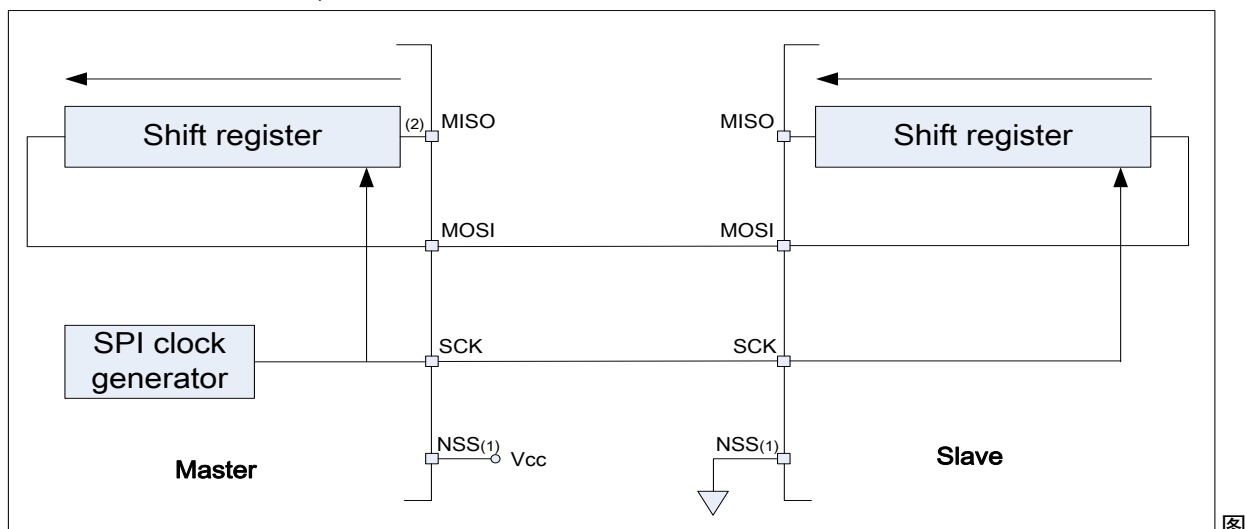 Shift register
(2)
MISO
MISO
Shift register
MOSI
MOSI
SPI clock
generator
SCK
SCK
NSS(1)
Vcc
NSS(1)
Master
Slave
图